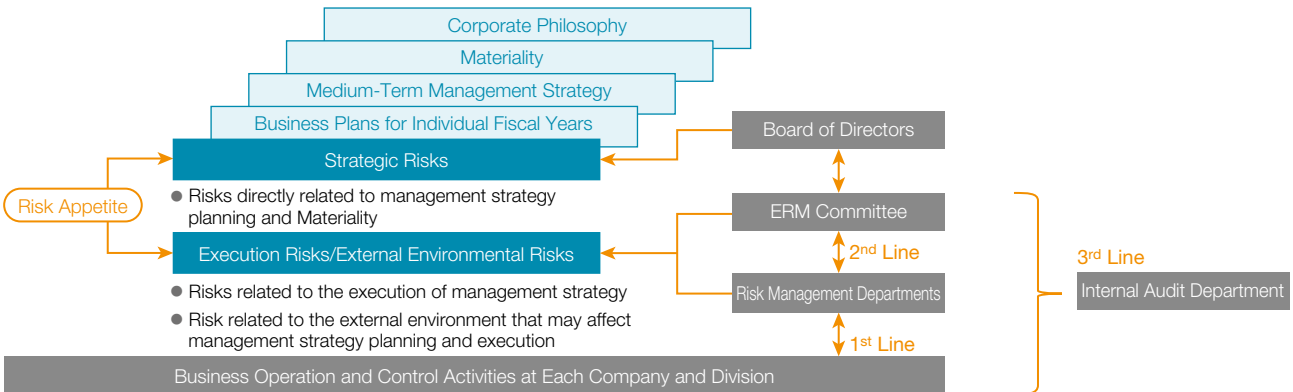 Corporate Philosophy
Materiality
Medium-Term Management Strategy
Business Plans for Individual Fiscal Years
Strategic Risks
● Risks directly related to management strategy
planning and Materiality
Risk Appetite
Execution Risks/External Environmental Risks
● Risks related to the execution of management strategy
● Risk related to the external environment that may affect
management strategy planning and execution
Board of Directors
ERM Committee
2nd Line
Risk Management Departments
1st Line
3rd Line
Internal Audit Department
Business Operation and Control Activities at Each Company and Division